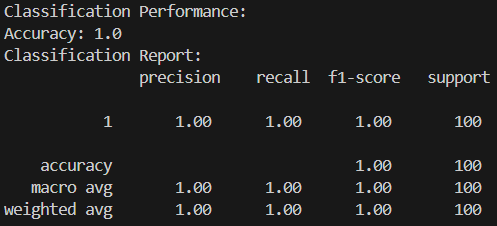 Classification Performance:
Accuracy: 1.0
Classification Report:
precision recall f1-score support
1 1.00 1.00 1.00 100
accuracy 1.00 100
macro avg 1.00 1.00 1.00 100
weighted avg 1.00 1.00 1.00 100